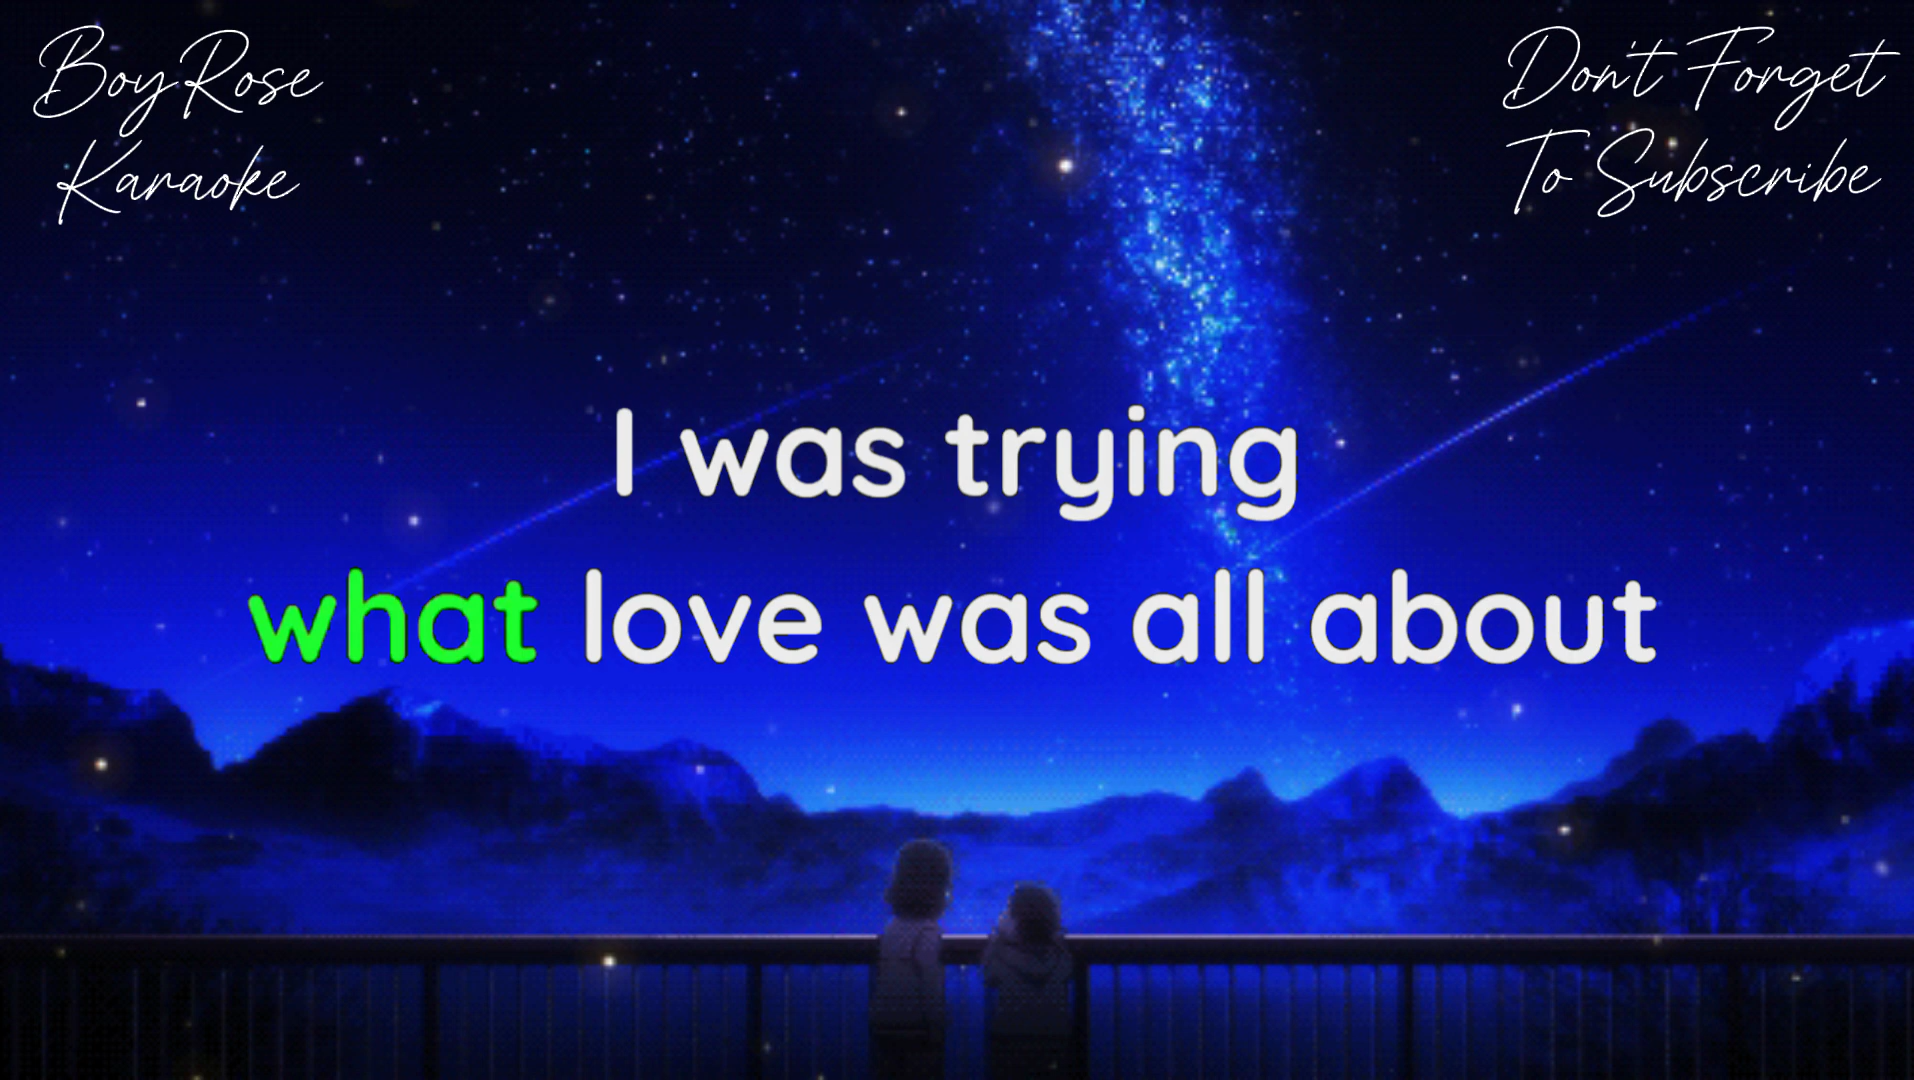 BoyRose
Karaoke
Don't Forget
To Subscribe
I was trying
what love was all about